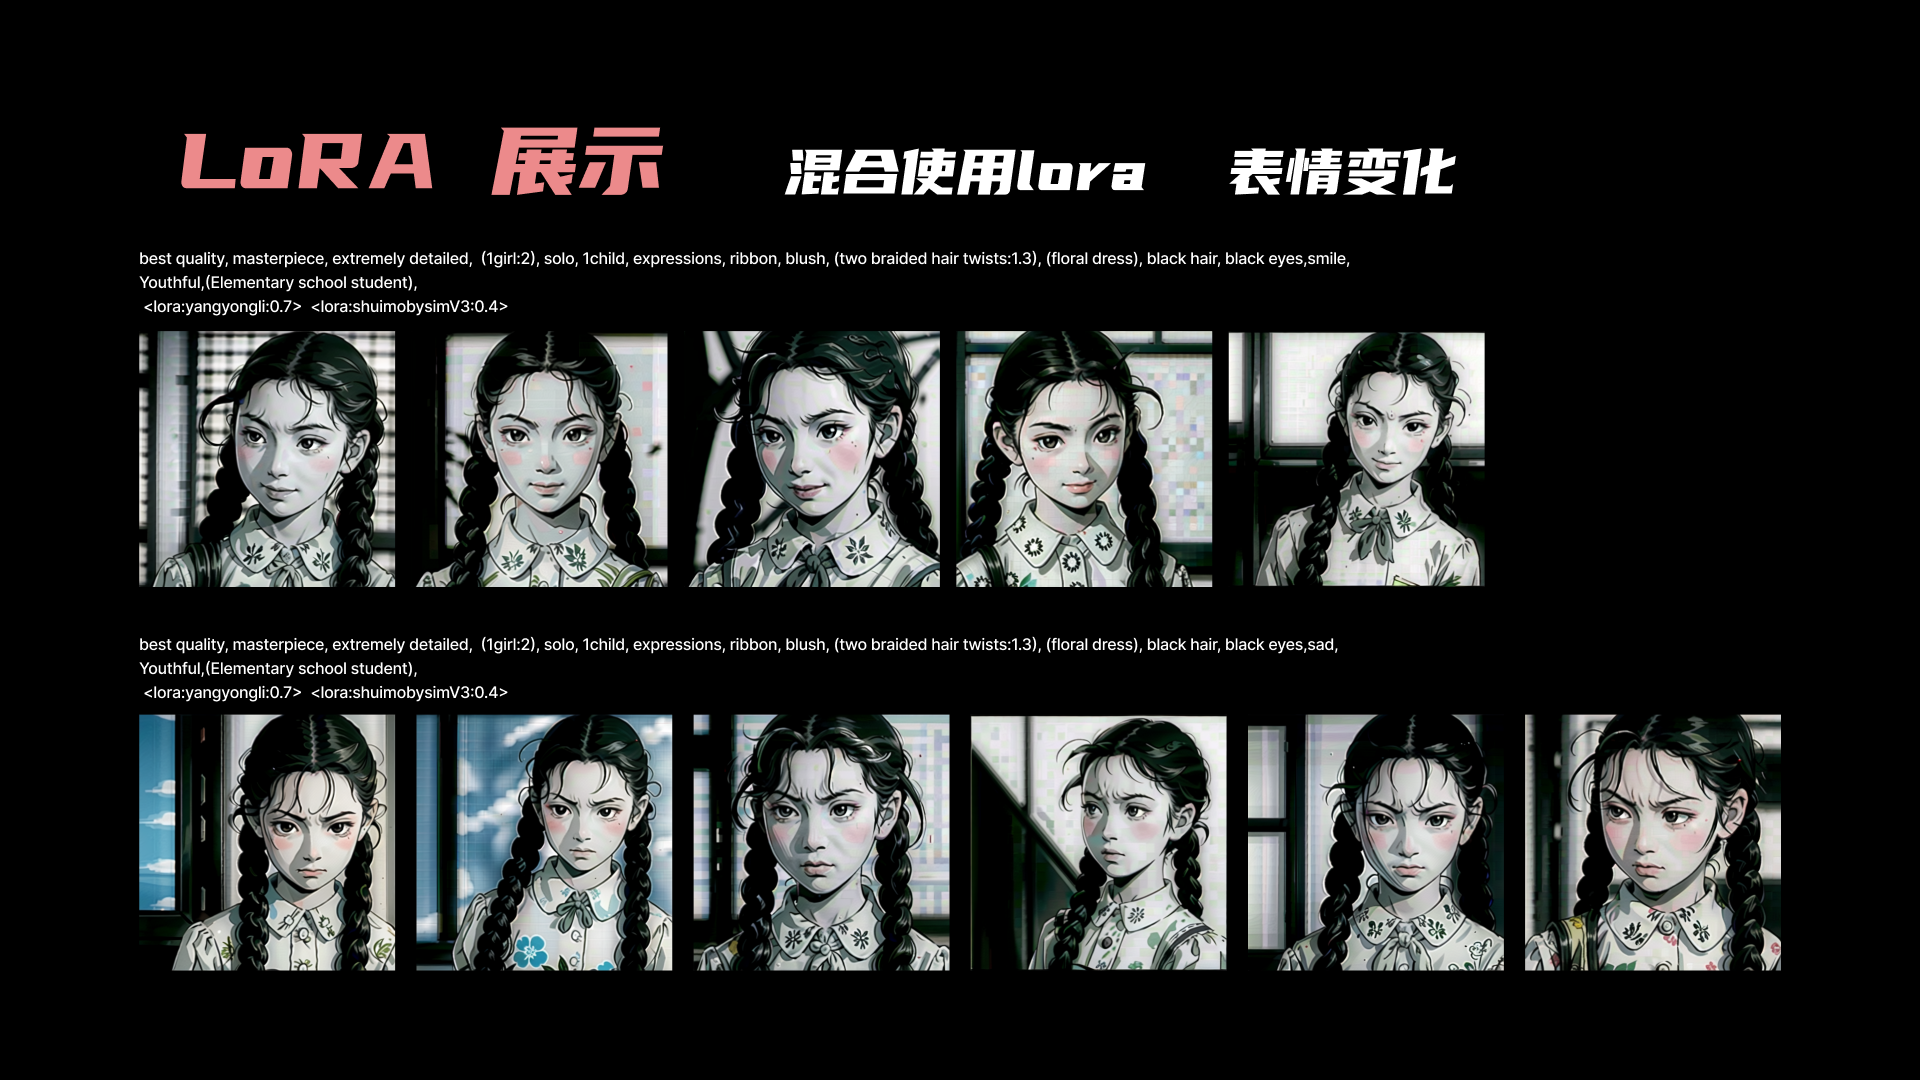 LoRA 展示 混合使用lora 表情变化
best quality, masterpiece, extremely detailed, (1girl:2), solo, 1child, expressions, ribbon, blush, (two braided hair twists:1.3), (floral dress), black hair, black eyes,smile,
Youthful,(Elementary school student),
<lora:yangyongli:0.7> <lora:shuimobysimV3:0.4>
best quality, masterpiece, extremely detailed, (1girl:2), solo, 1child, expressions, ribbon, blush, (two braided hair twists:1.3), (floral dress), black hair, black eyes,sad,
Youthful,(Elementary school student),
<lora:yangyongli:0.7> <lora:shuimobysimV3:0.4>